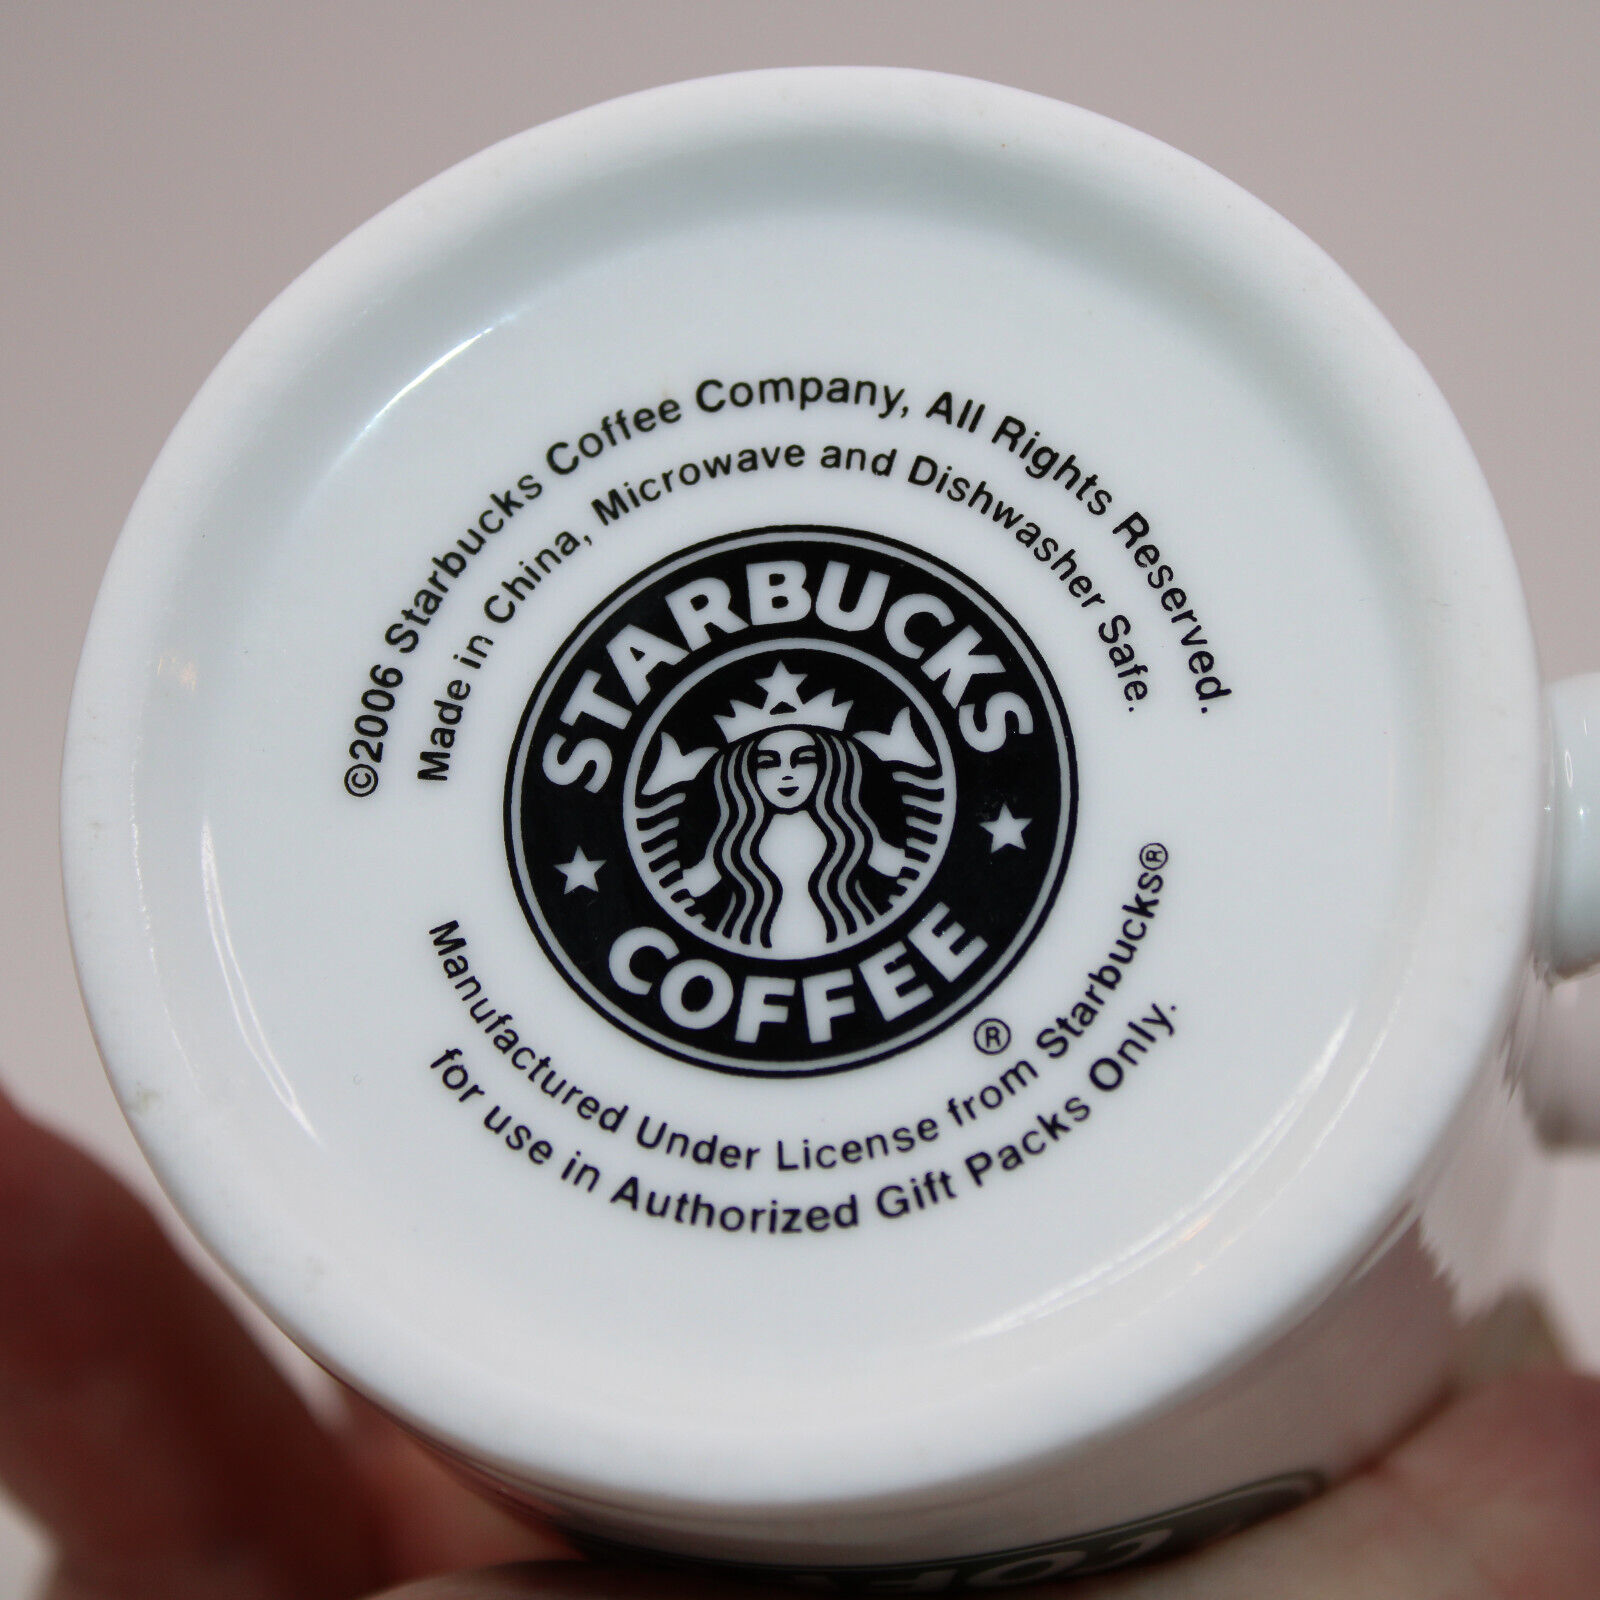 ©2006 Starbucks Coffee Company, All Rights Reserved.
Made in China, Microwave and Dishwasher Safe.
STARBUCKS
COFFEE
®
Manufactured Under License from Starbucks®
for use in Authorized Gift Packs Only.